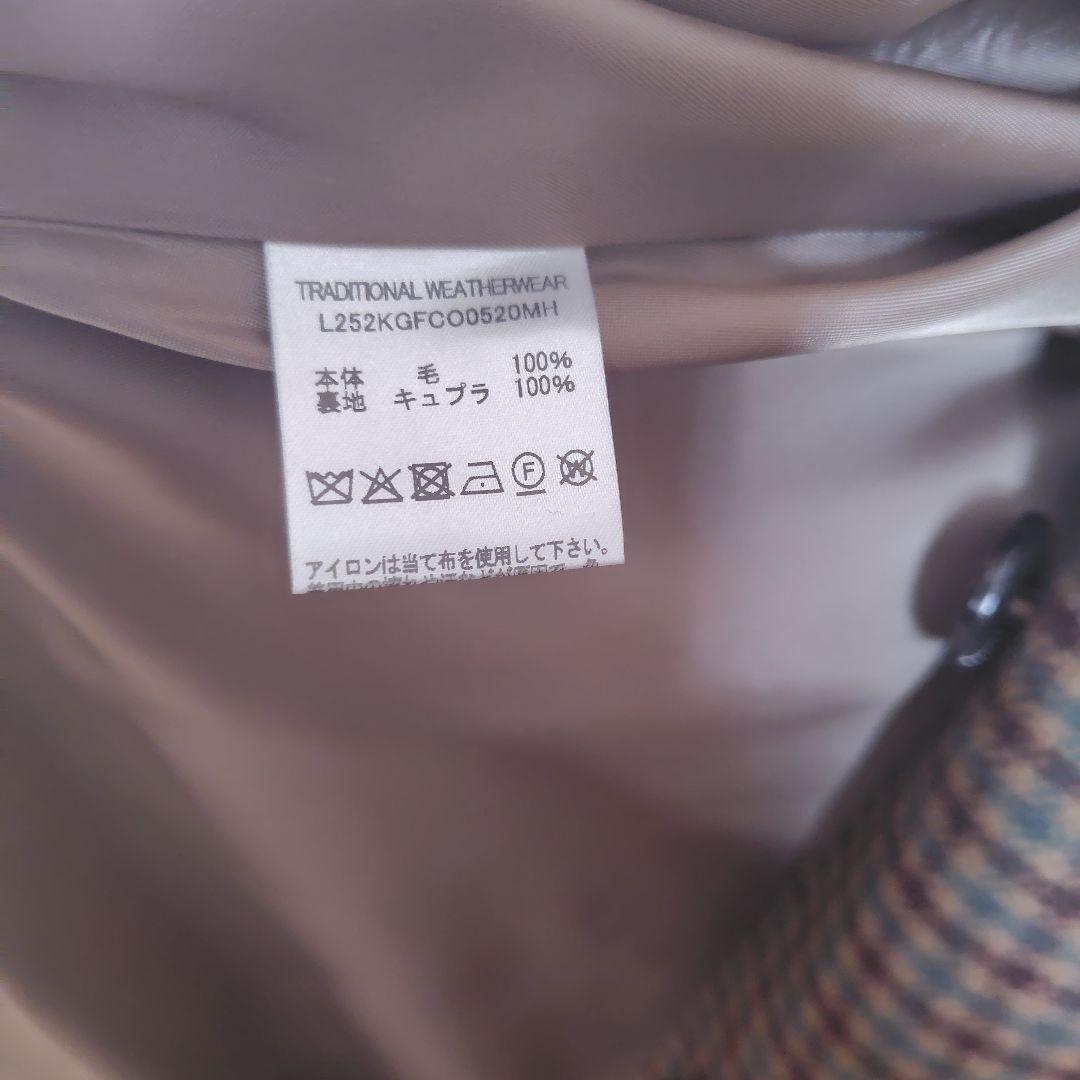 TRADITIONAL WEATHERWEAR
L252KGFCO0520MH
本体 毛 100%
裏地 キュプラ 100%
F W
アイロンは当て布を使用して下さい。